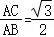 AC/AB = √3/2